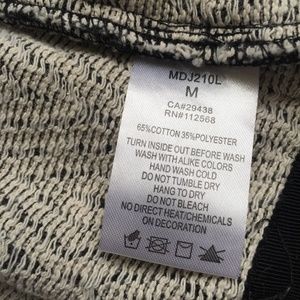 MDJ210L
M
CA#29438
RN#112568
65%COTTON 35%POLYESTER
TURN INSIDE OUT BEFORE WASH
WASH WITH ALIKE COLORS
HAND WASH COLD
DO NOT TUMBLE DRY
HANG TO DRY
DO NOT BLEACH
NO DIRECT HEAT/CHEMICALS
ON DECORATION